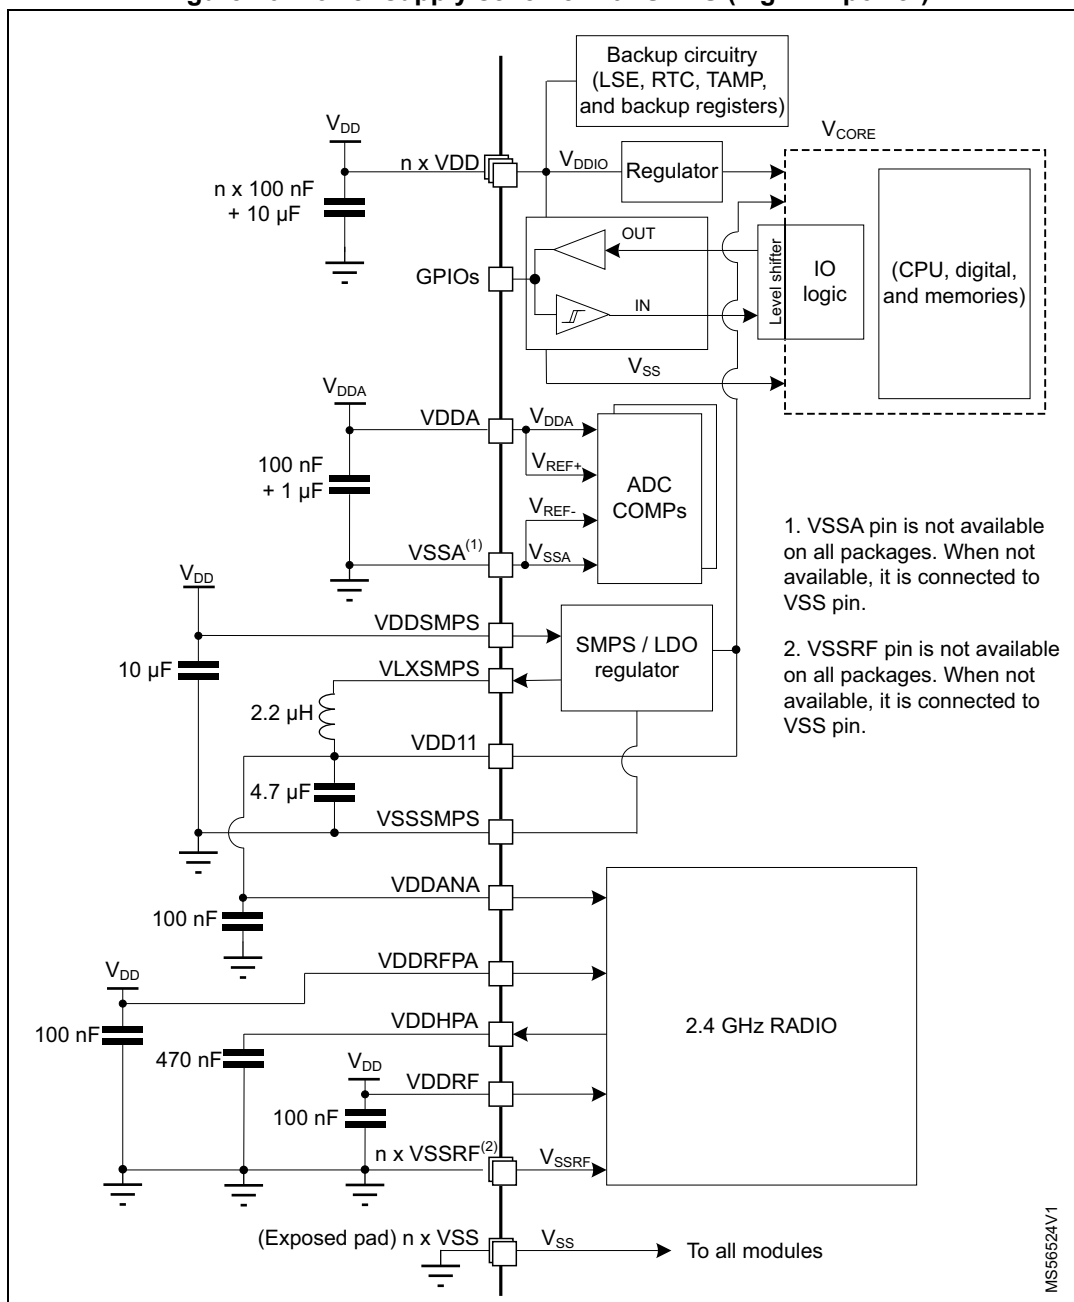 Backup circuitry
(LSE, RTC, TAMP,
and backup registers)
VCORE
VDD
n x VDD
VDDIO
Regulator
n x 100 nF
+ 10 µF
OUT
GPIOs
IN
Level shifter
IO
logic
(CPU, digital,
and memories)
VSS
VDDA
VDDA
VDDA
VREF+
100 nF
+ 1 µF
ADC
COMPs
VREF-
VSSA(1)
VSSA
1. VSSA pin is not available
on all packages. When not
available, it is connected to
VSS pin.
2. VSSRF pin is not available
on all packages. When not
available, it is connected to
VSS pin.
VDD
VDDSMPS
SMPS / LDO
regulator
10 µF
VLXSMPS
2.2 µH
VDD11
4.7 µF
VSSSMPS
VDDANA
100 nF
VDD
VDDRFPA
100 nF
VDDHPA
470 nF
2.4 GHz RADIO
VDD
VDDRF
100 nF
n x VSSRF(2)
VSSRF
(Exposed pad) n x VSS
VSS
To all modules
MS56524V1